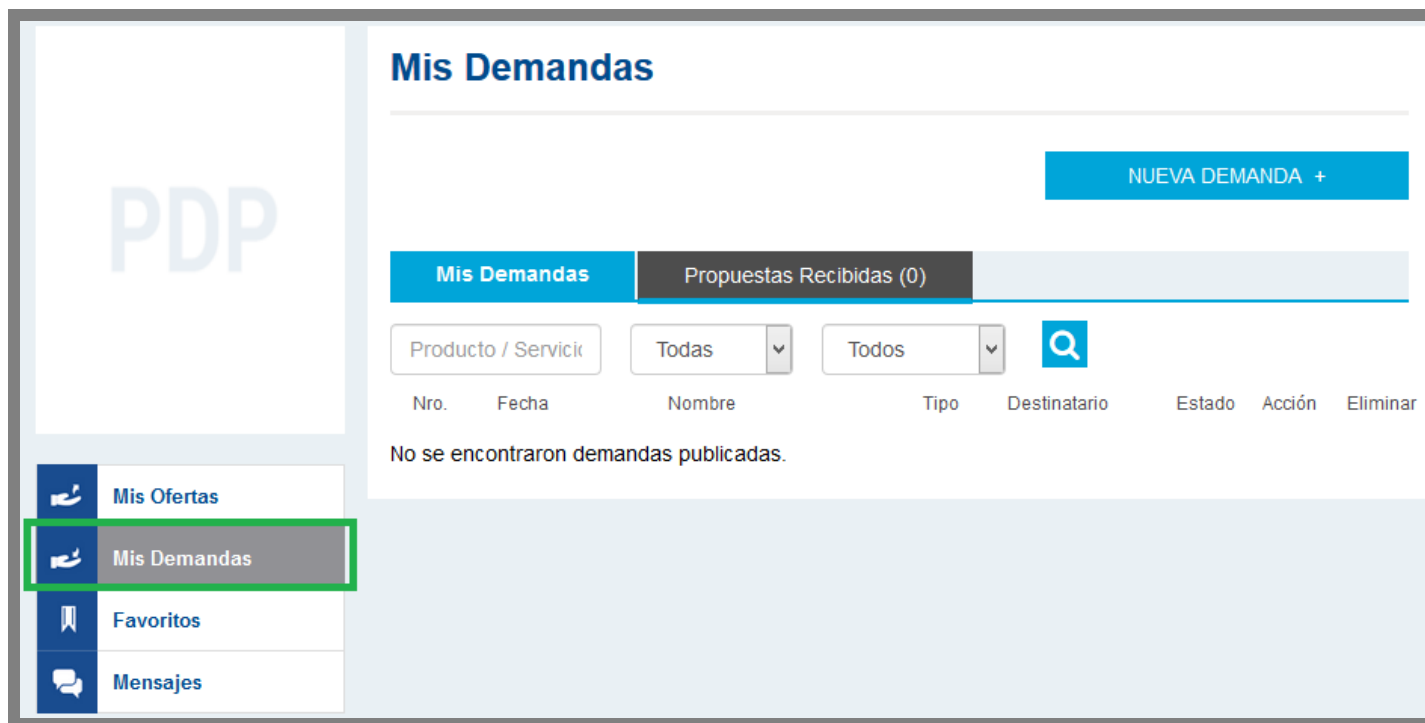 PDP
Mis Ofertas
Mis Demandas
Favoritos
Mensajes
Mis Demandas
NUEVA DEMANDA +
Mis Demandas Propuestas Recibidas (0)
Producto / Servici Todas Todos
Nro. Fecha Nombre Tipo Destinatario Estado Acción Eliminar
No se encontraron demandas publicadas.